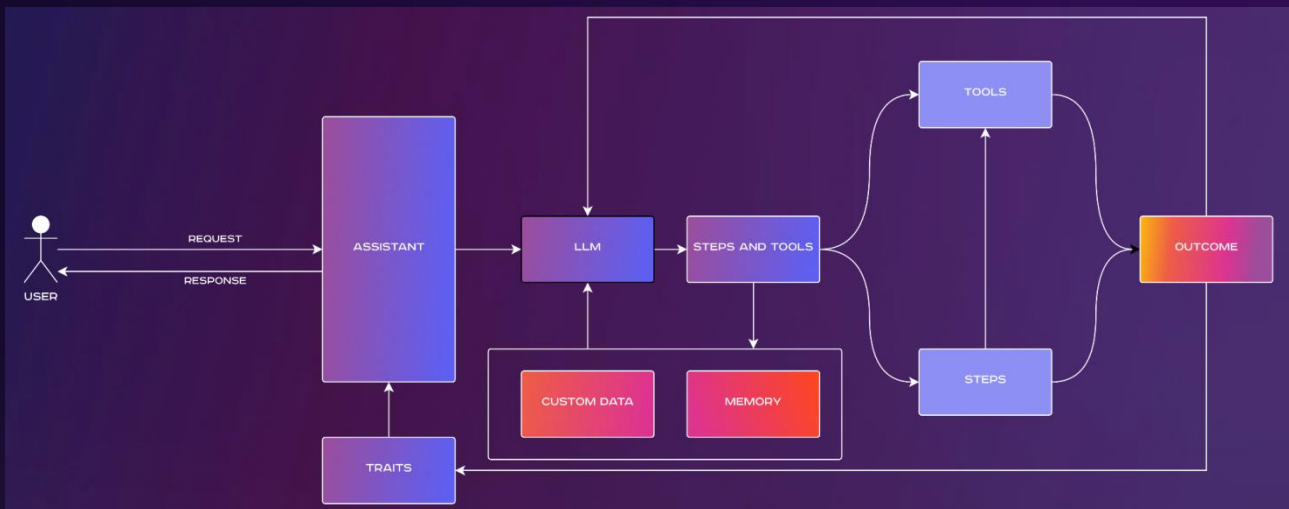 TOOLS
REQUEST
RESPONSE
USER
ASSISTANT
LLM
STEPS AND TOOLS
OUTCOME
CUSTOM DATA
MEMORY
STEPS
TRAITS